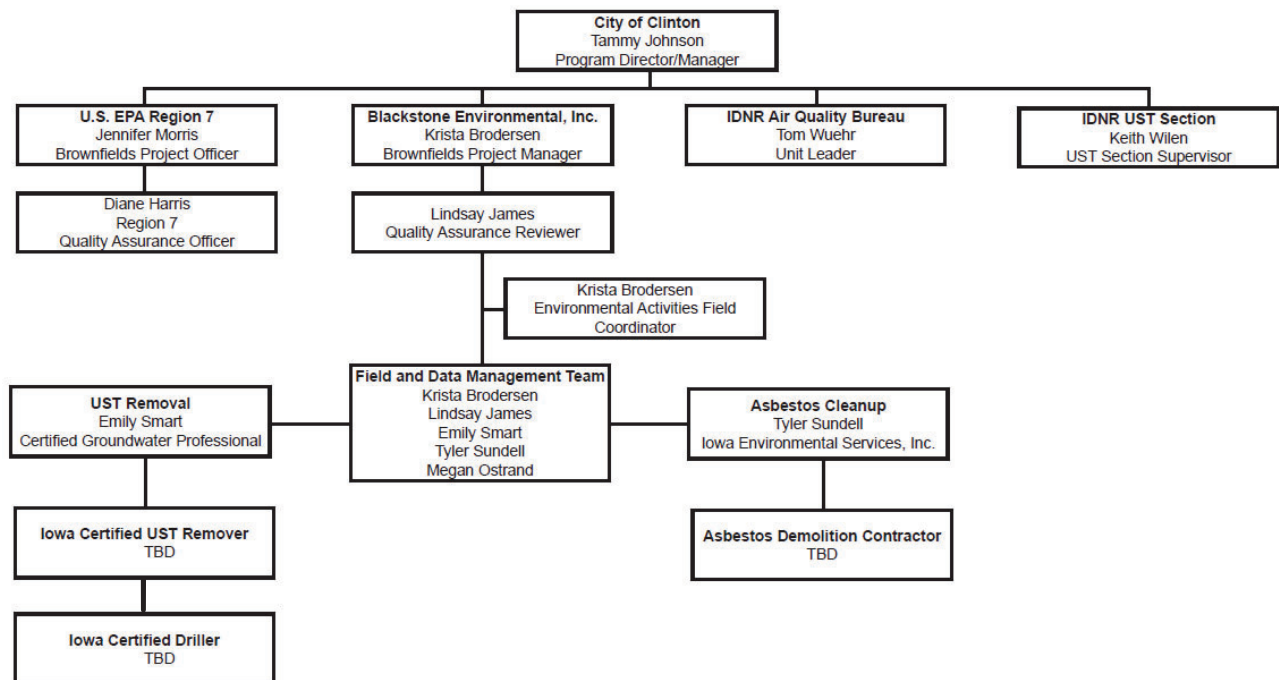 City of Clinton
Tammy Johnson
Program Director/Manager
U.S. EPA Region 7
Jennifer Morris
Brownfields Project Officer
Blackstone Environmental, Inc.
Krista Brodersen
Brownfields Project Manager
IDNR Air Quality Bureau
Tom Wuehr
Unit Leader
IDNR UST Section
Keith Wilen
UST Section Supervisor
Diane Harris
Region 7
Quality Assurance Officer
Lindsay James
Quality Assurance Reviewer
Krista Brodersen
Environmental Activities Field
Coordinator
Field and Data Management Team
Krista Brodersen
Lindsay James
Emily Smart
Tyler Sundell
Megan Ostrand
UST Removal
Emily Smart
Certified Groundwater Professional
Asbestos Cleanup
Tyler Sundell
Iowa Environmental Services, Inc.
Iowa Certified UST Remover
TBD
Asbestos Demolition Contractor
TBD
Iowa Certified Driller
TBD